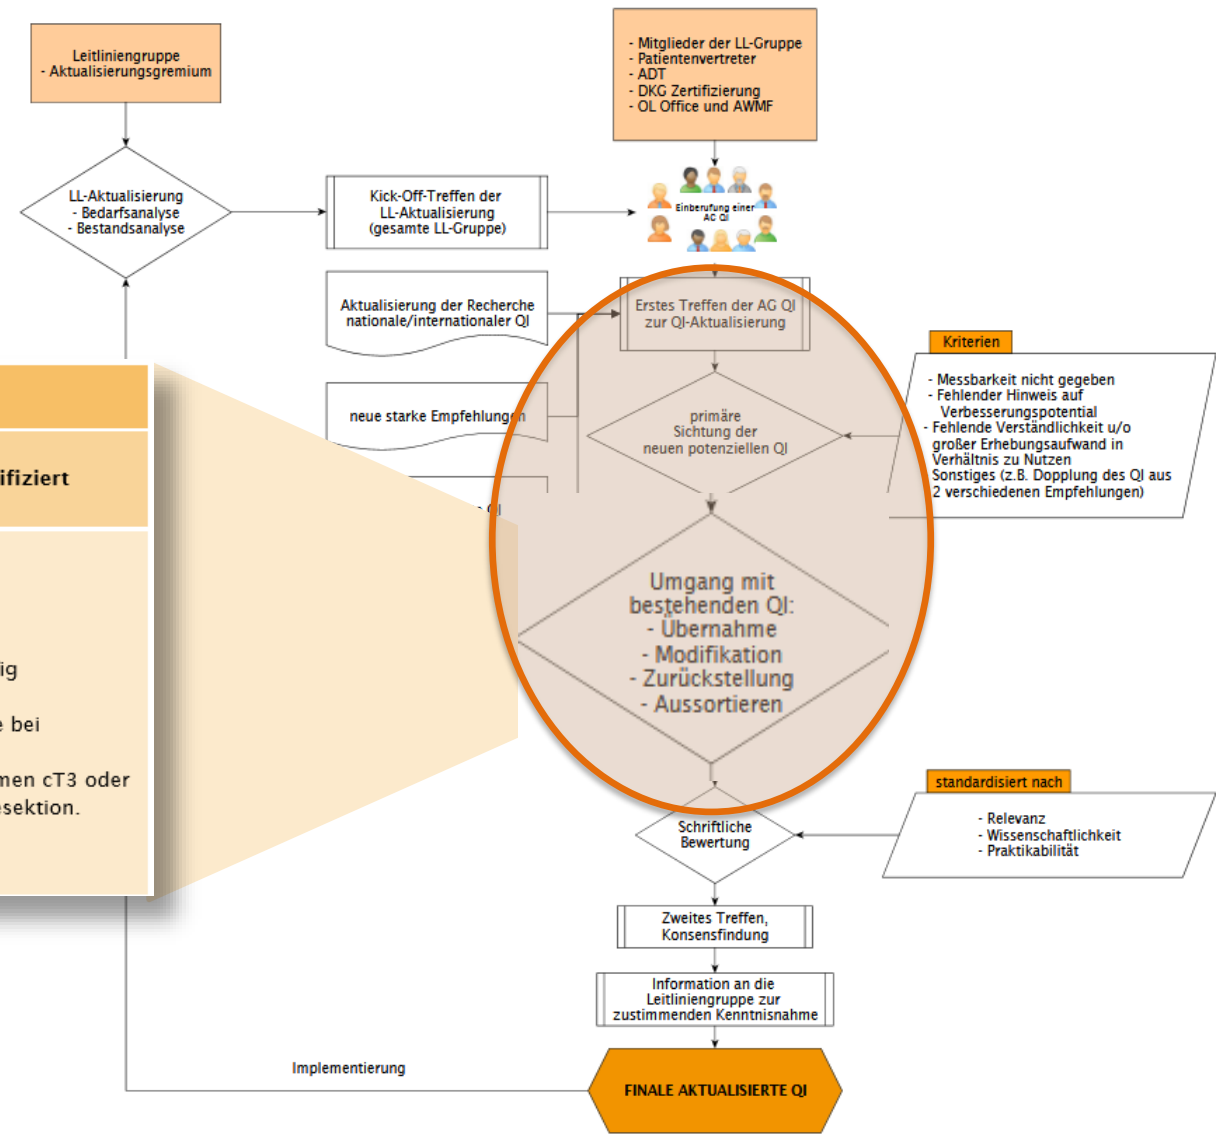 Leitliniengruppe
- Aktualisierungsgremium
- Mitglieder der LL-Gruppe
- Patientenvertreter
- ADT
- DKG Zertifizierung
- OL Office und AWMF
LL-Aktualisierung
- Bedarfsanalyse
- Bestandsanalyse
Kick-Off-Treffen der
LL-Aktualisierung
(gesamte LL-Gruppe)
Einberufung einer
AG QI
Aktualisierung der Recherche
nationale/internationaler QI
Erstes Treffen der AG QI
zur QI-Aktualisierung
neue starke Empfehlungen
QI
primäre
Sichtung der
neuen potenziellen QI
Kriterien
- Messbarkeit nicht gegeben
- Fehlender Hinweis auf
Verbesserungspotential
- Fehlende Verständlichkeit u/o
großer Erhebungsaufwand in
Verhältnis zu Nutzen
Sonstiges (z.B. Dopplung des QI aus
2 verschiedenen Empfehlungen)
ifiziert
ig
e bei
men cT3 oder
esektion.
Umgang mit
bestehenden QI:
- Übernahme
- Modifikation
- Zurückstellung
- Aussortieren
standardisiert nach
- Relevanz
- Wissenschaftlichkeit
- Praktikabilität
Schriftliche
Bewertung
Zweites Treffen,
Konsensfindung
Information an die
Leitliniengruppe zur
zustimmenden Kenntnisnahme
Implementierung
FINALE AKTUALISIERTE QI